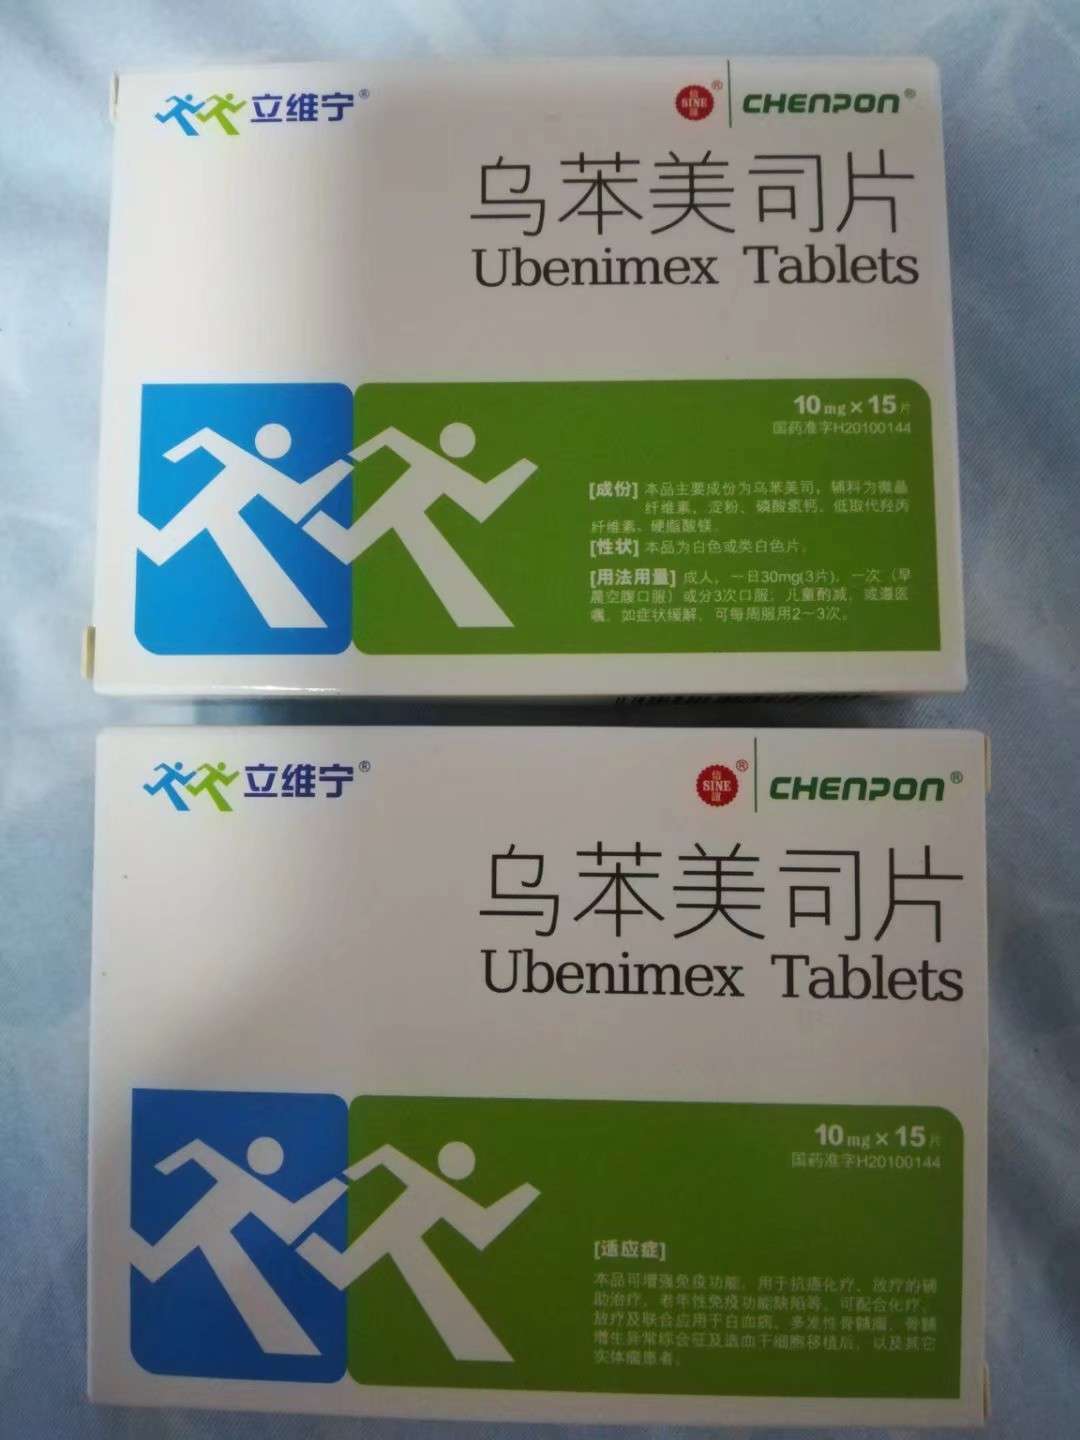 立维宁®
信
SINE
谊
®
CHENPON®
乌苯美司片
Ubenimex Tablets
10mg×15片
国药准字H20100144
[成份] 本品主要成份为乌苯美司,辅料为微晶
纤维素、淀粉、磷酸氢钙、低取代羟丙
纤维素、硬脂酸镁。
[性状] 本品为白色或类白色片。
[用法用量] 成人,一日30mg(3片),一次(早
晨空腹口服)或分3次口服,儿童酌减,或遵医
嘱。如症状缓解,可每周服用2~3次。
立维宁®
信
SINE
谊
®
CHENPON®
乌苯美司片
Ubenimex Tablets
10mg×15片
国药准字H20100144
[适应症]
本品可增强免疫功能,用于抗癌化疗、放疗的辅
助治疗,老年性免疫功能缺陷等。可配合化疗、
放疗及联合应用于白血病、多发性骨髓瘤、骨髓
增生异常综合征及造血干细胞移植后,以及其它
实体瘤患者。